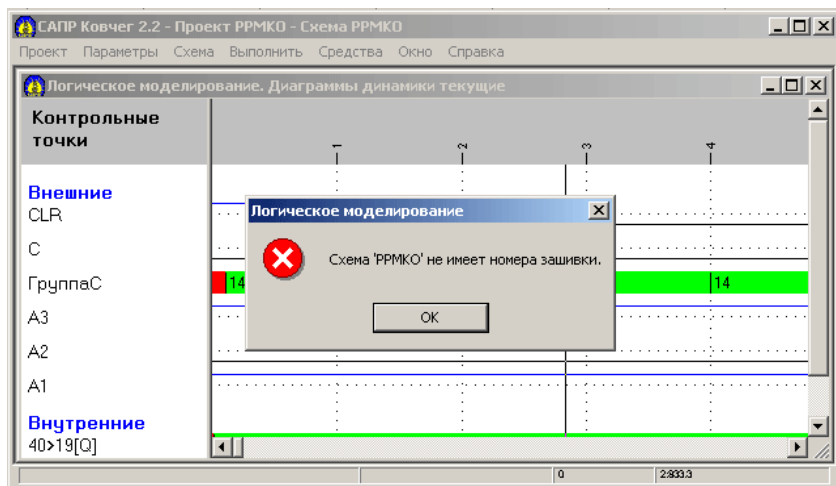 САПР Ковчег 2.2 - Проект РРМКО - Схема РРМКО
Проект Параметры Схема Выполнить Средства Окно Справка
Логическое моделирование. Диаграммы динамики текущие
Контрольные
точки
1 2 3 4
Внешние
CLR
C
ГруппаС
14
14
A3
A2
A1
Внутренние
40>19[Q]
Логическое моделирование
Схема 'РРМКО' не имеет номера зашивки.
OK
0 2:833.3